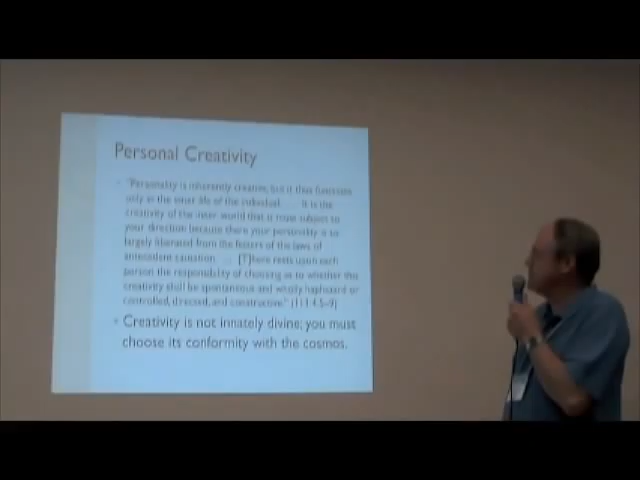 Personal Creativity
"Personality is inherently creative, but it thus functions
only in the inner life of the individual. ... It is the
creativity of the inner world that is most subject to
your direction because there your personality is so
largely liberated from the fetters of the laws of
antecedent causation. ... [T]here rests upon each
person the responsibility of choosing as to whether this
creativity shall be spontaneous and wholly haphazard or
controlled, directed, and constructive." (111:4.5–9)
• Creativity is not innately divine; you must
choose its conformity with the cosmos.